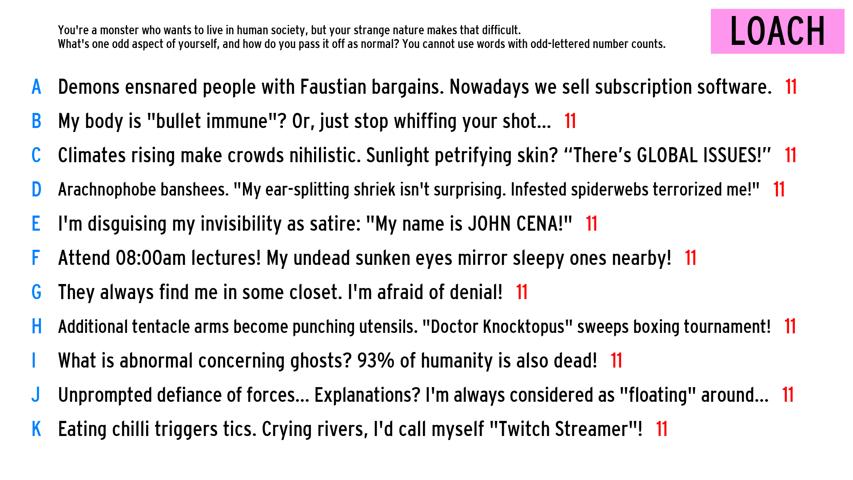 You're a monster who wants to live in human society, but your strange nature makes that difficult.
What's one odd aspect of yourself, and how do you pass it off as normal? You cannot use words with odd-lettered number counts.
LOACH
A Demons ensnared people with Faustian bargains. Nowadays we sell subscription software. 11
B My body is "bullet immune"? Or, just stop whiffing your shot... 11
C Climates rising make crowds nihilistic. Sunlight petrifying skin? “There’s GLOBAL ISSUES!” 11
D Arachnophobe banshees. "My ear-splitting shriek isn't surprising. Infested spiderwebs terrorized me!" 11
E I'm disguising my invisibility as satire: "My name is JOHN CENA!" 11
F Attend 08:00am lectures! My undead sunken eyes mirror sleepy ones nearby! 11
G They always find me in some closet. I'm afraid of denial! 11
H Additional tentacle arms become punching utensils. "Doctor Knocktopus" sweeps boxing tournament! 11
I What is abnormal concerning ghosts? 93% of humanity is also dead! 11
J Unprompted defiance of forces... Explanations? I'm always considered as "floating" around... 11
K Eating chilli triggers tics. Crying rivers, I'd call myself "Twitch Streamer"! 11